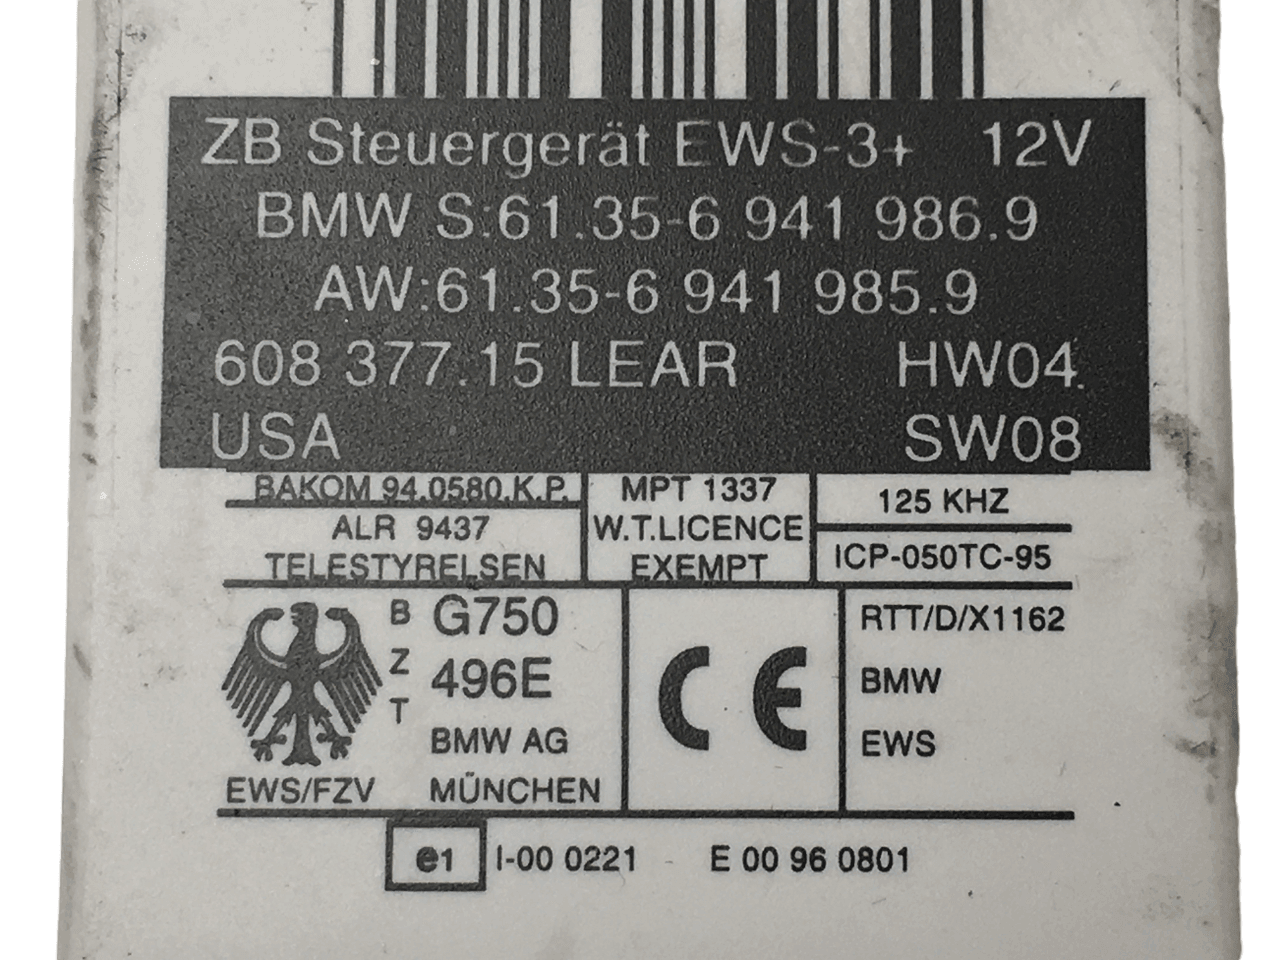 ZB Steuergerät EWS-3+ 12V
BMW S:61.35-6 941 986.9
AW:61.35-6 941 985.9
608 377.15 LEAR HW04.
USA SW08
BAKOM 94.0580.K.P.
ALR 9437
TELESTYRELSEN
MPT 1337
W.T.LICENCE
EXEMPT
125 KHZ
ICP-050TC-95
BZT
G750
496E
BMW AG
MÜNCHEN
EWS/FZV
CE
RTT/D/X1162
BMW
EWS
e1 I-00 0221 E 00 96 0801